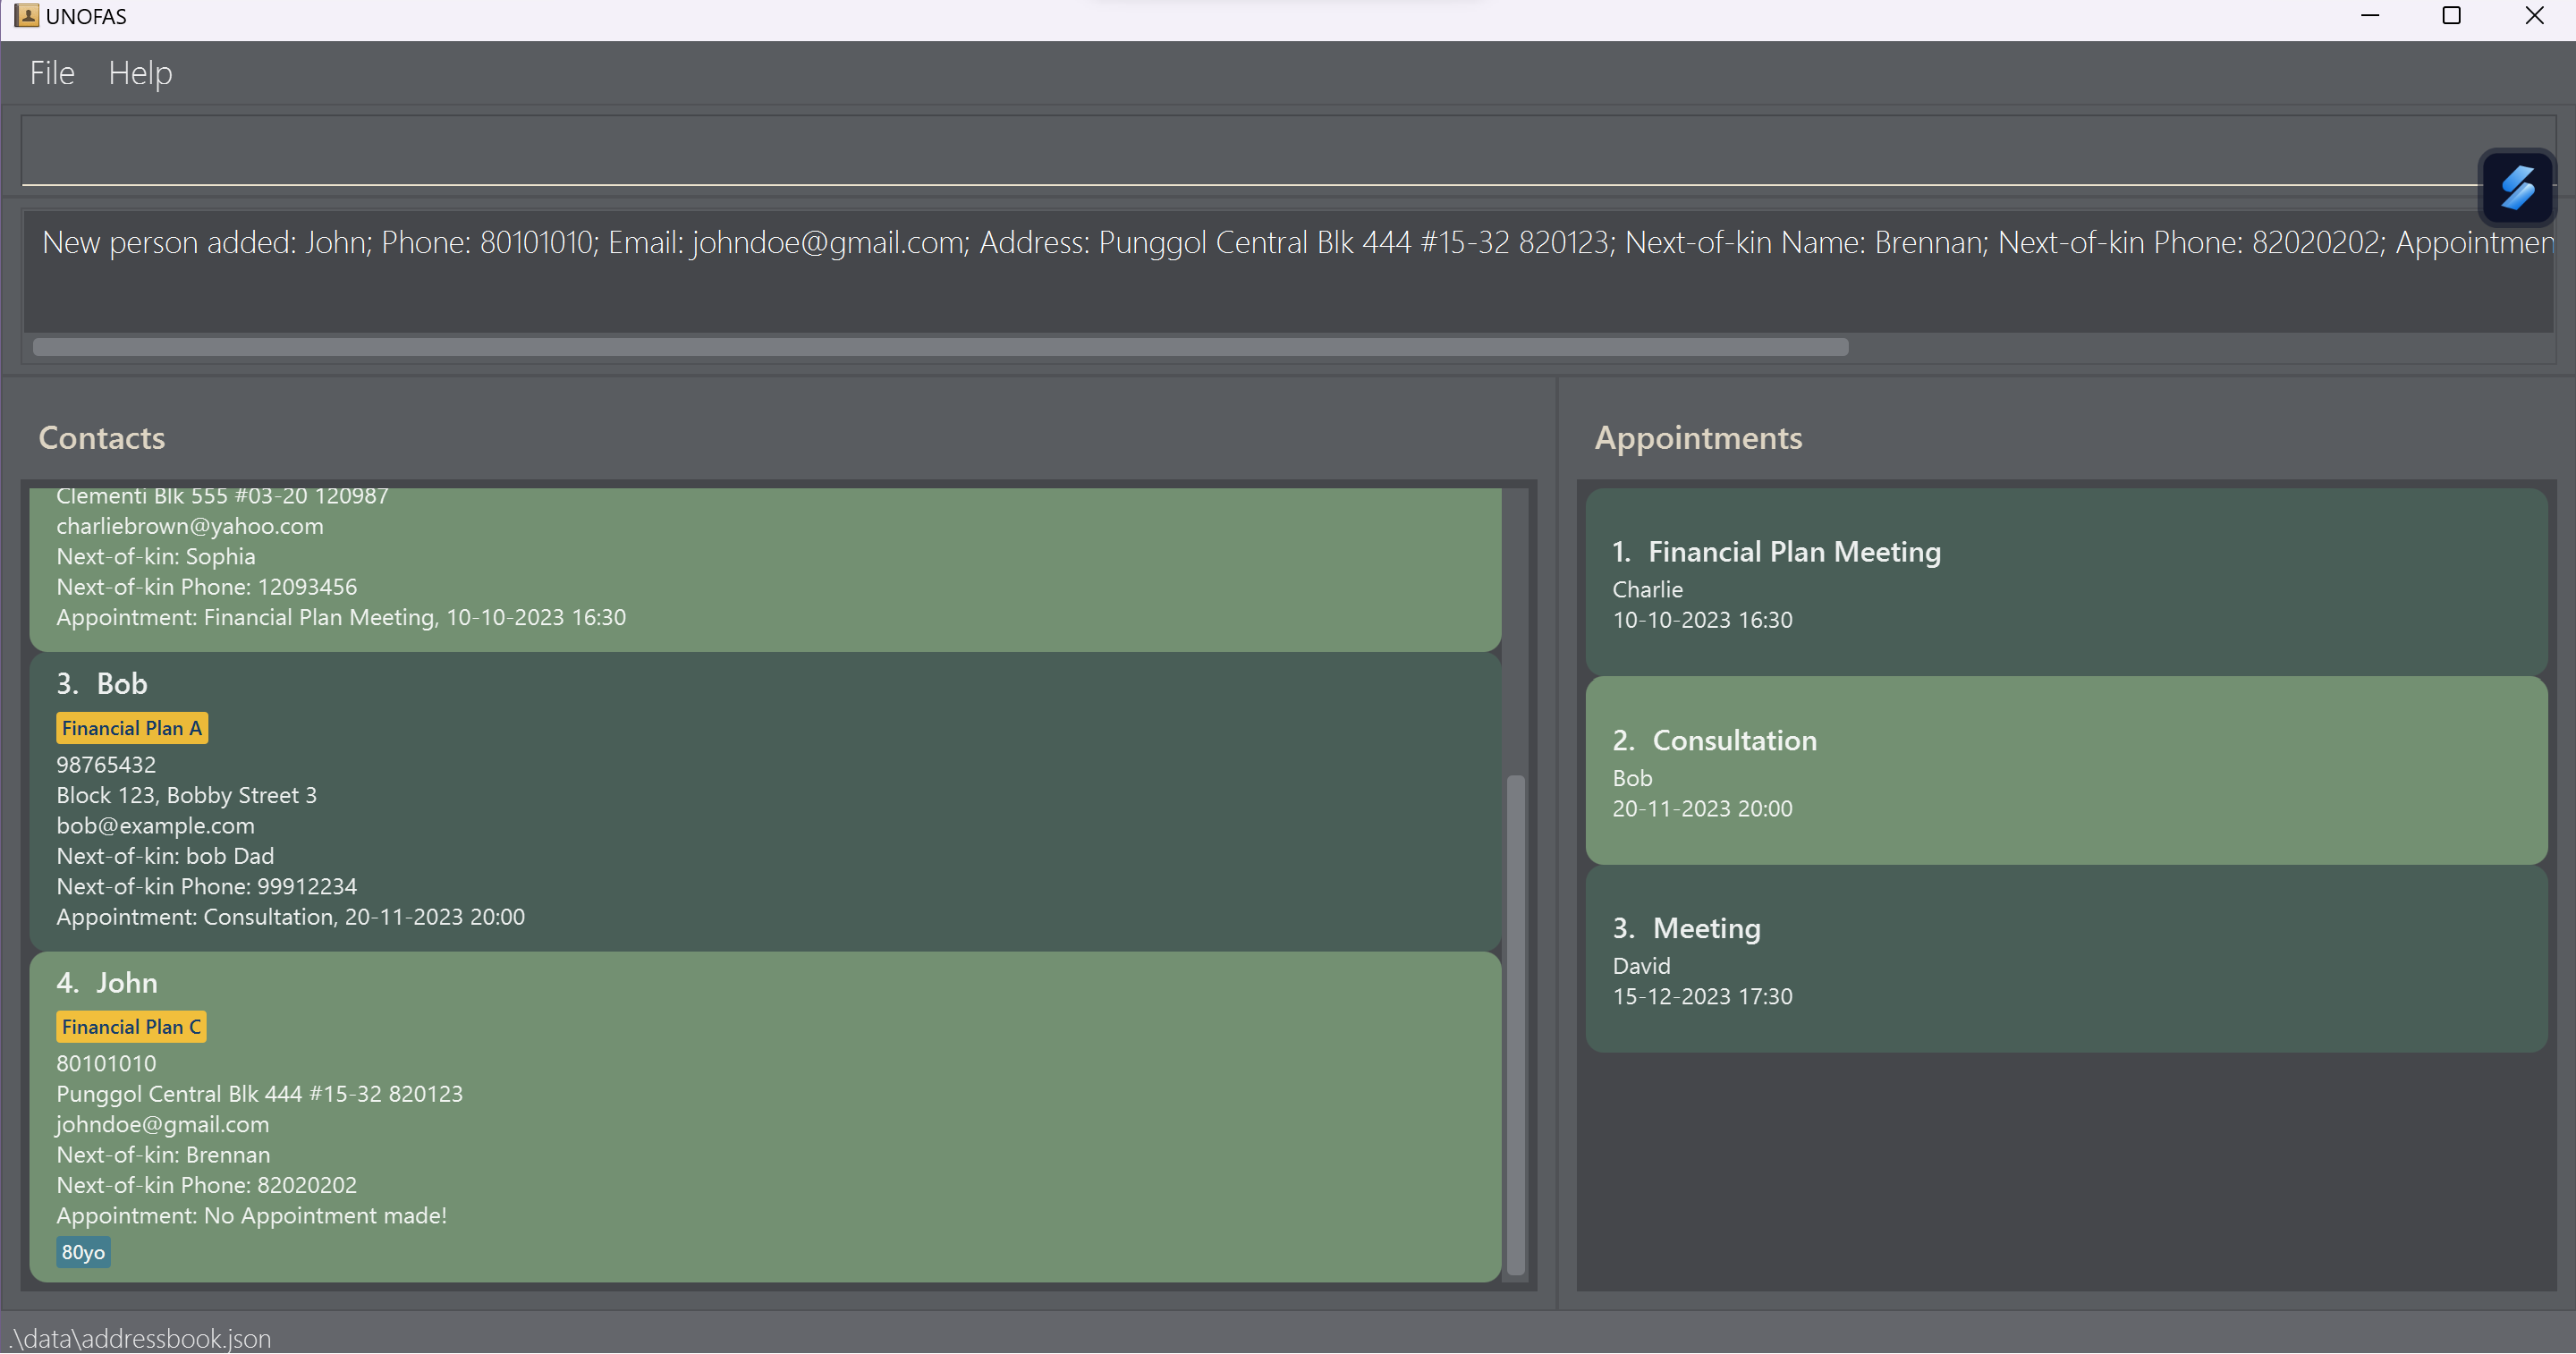 UNOFAS
File Help
New person added: John; Phone: 80101010; Email: johndoe@gmail.com; Address: Punggol Central Blk 444 #15-32 820123; Next-of-kin Name: Brennan; Next-of-kin Phone: 82020202; Appointmen
Contacts
Clementi Blk 555 #03-20 120987
charliebrown@yahoo.com
Next-of-kin: Sophia
Next-of-kin Phone: 12093456
Appointment: Financial Plan Meeting, 10-10-2023 16:30
3. Bob
Financial Plan A
98765432
Block 123, Bobby Street 3
bob@example.com
Next-of-kin: bob Dad
Next-of-kin Phone: 99912234
Appointment: Consultation, 20-11-2023 20:00
4. John
Financial Plan C
80101010
Punggol Central Blk 444 #15-32 820123
johndoe@gmail.com
Next-of-kin: Brennan
Next-of-kin Phone: 82020202
Appointment: No Appointment made!
80yo
Appointments
1. Financial Plan Meeting
Charlie
10-10-2023 16:30
2. Consultation
Bob
20-11-2023 20:00
3. Meeting
David
15-12-2023 17:30
.\data\addressbook.json